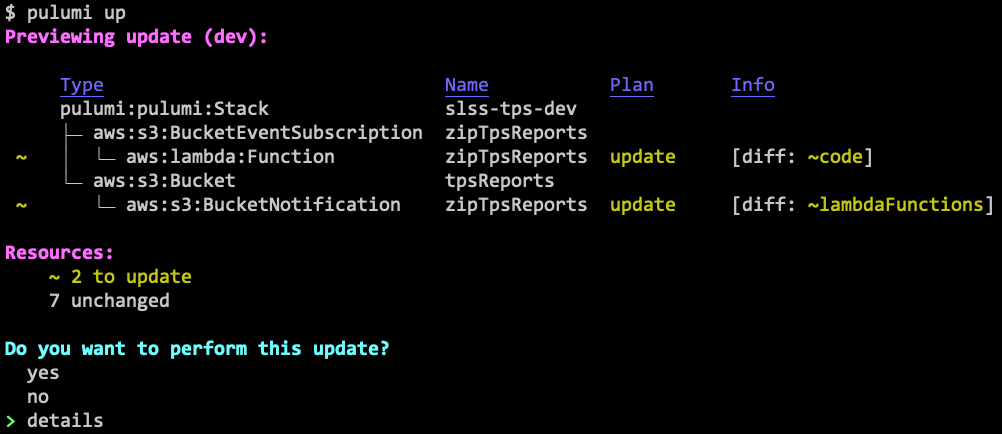 $ pulumi up
Previewing update (dev):
Type Name Plan Info
pulumi:pulumi:Stack slss-tps-dev
├─ aws:s3:BucketEventSubscription zipTpsReports
~ │ └─ aws:lambda:Function zipTpsReports update [diff: ~code]
└─ aws:s3:Bucket tpsReports
~ └─ aws:s3:BucketNotification zipTpsReports update [diff: ~lambdaFunctions]
Resources:
~ 2 to update
7 unchanged
Do you want to perform this update?
yes
no
> details